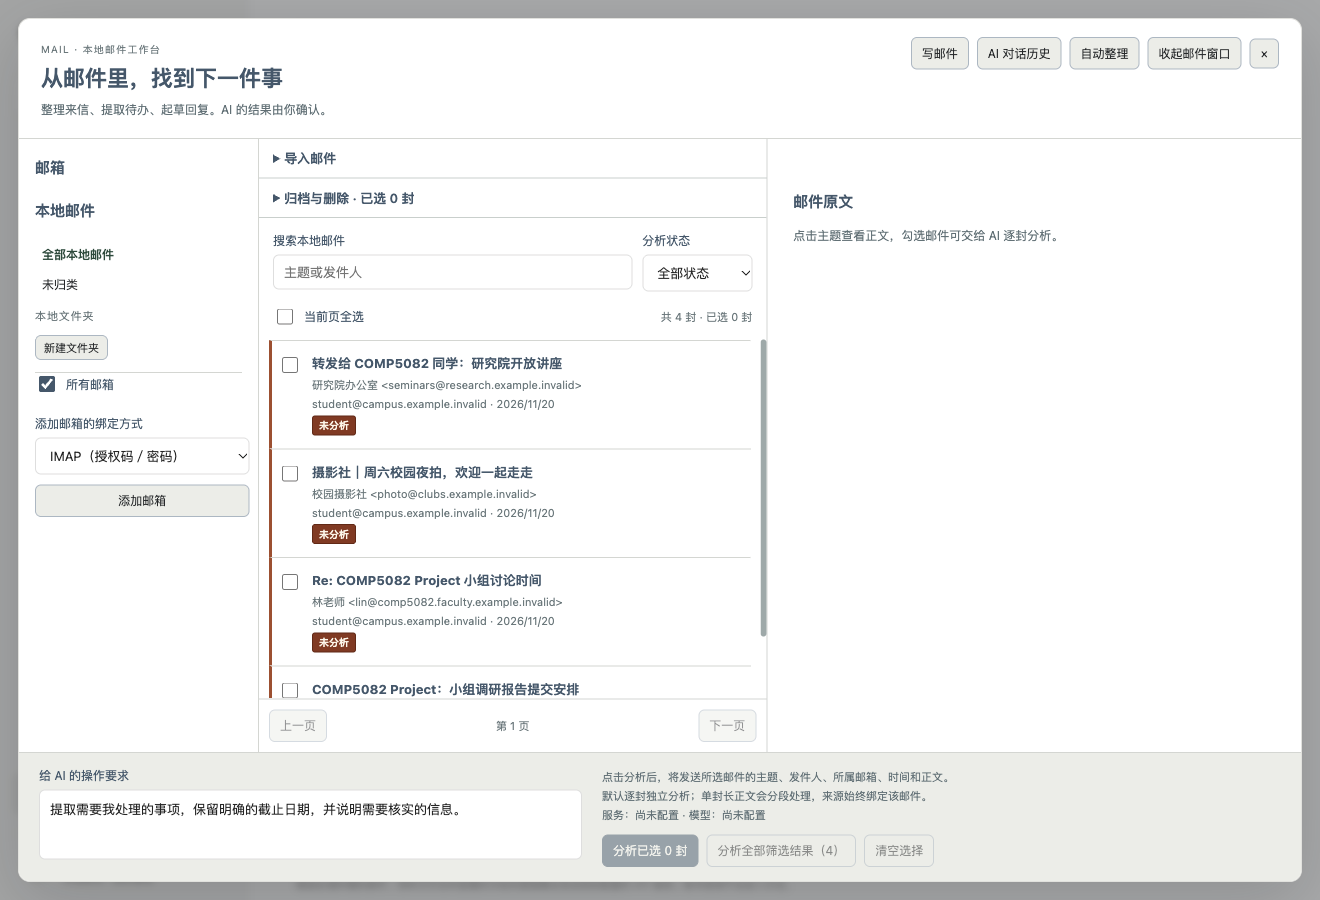 MAIL · 本地邮件工作台
从邮件里，找到下一件事
整理来信、提取待办、起草回复。AI 的结果由你确认。
写邮件
AI 对话历史
自动整理
收起邮件窗口
×
邮箱
本地邮件
全部本地邮件
未归类
本地文件夹
新建文件夹
所有邮箱
添加邮箱的绑定方式
IMAP（授权码 / 密码）
添加邮箱
▶ 导入邮件
▶ 归档与删除 · 已选 0 封
搜索本地邮件
分析状态
主题或发件人
全部状态
当前页全选
共 4 封 · 已选 0 封
转发给 COMP5082 同学：研究院开放讲座
研究院办公室 <seminars@research.example.invalid>
student@campus.example.invalid · 2026/11/20
未分析
摄影社｜周六校园夜拍，欢迎一起走走
校园摄影社 <photo@clubs.example.invalid>
student@campus.example.invalid · 2026/11/20
未分析
Re: COMP5082 Project 小组讨论时间
林老师 <lin@comp5082.faculty.example.invalid>
student@campus.example.invalid · 2026/11/20
未分析
COMP5082 Project：小组调研报告提交安排
上一页
第 1 页
下一页
邮件原文
点击主题查看正文，勾选邮件可交给 AI 逐封分析。
给 AI 的操作要求
提取需要我处理的事项，保留明确的截止日期，并说明需要核实的信息。
点击分析后，将发送所选邮件的主题、发件人、所属邮箱、时间和正文。
默认逐封独立分析；单封长正文会分段处理，来源始终绑定该邮件。
服务：尚未配置 · 模型：尚未配置
分析已选 0 封
分析全部筛选结果（4）
清空选择